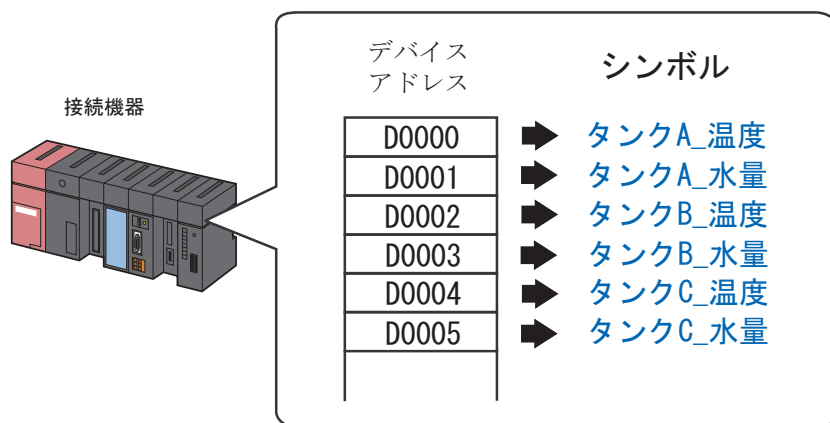 接続機器
デバイス
アドレス
シンボル
D0000 タンクA_温度
D0001 タンクA_水量
D0002 タンクB_温度
D0003 タンクB_水量
D0004 タンクC_温度
D0005 タンクC_水量